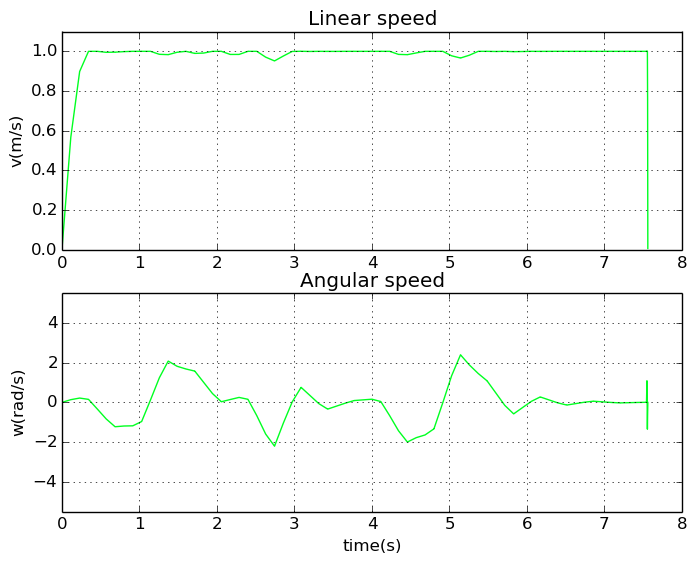 Linear speed
1.0
0.8
0.6
0.4
0.2
0.0
v(m/s)
0 1 2 3 4 5 6 7 8
Angular speed
4
2
0
−2
−4
w(rad/s)
0 1 2 3 4 5 6 7 8
time(s)